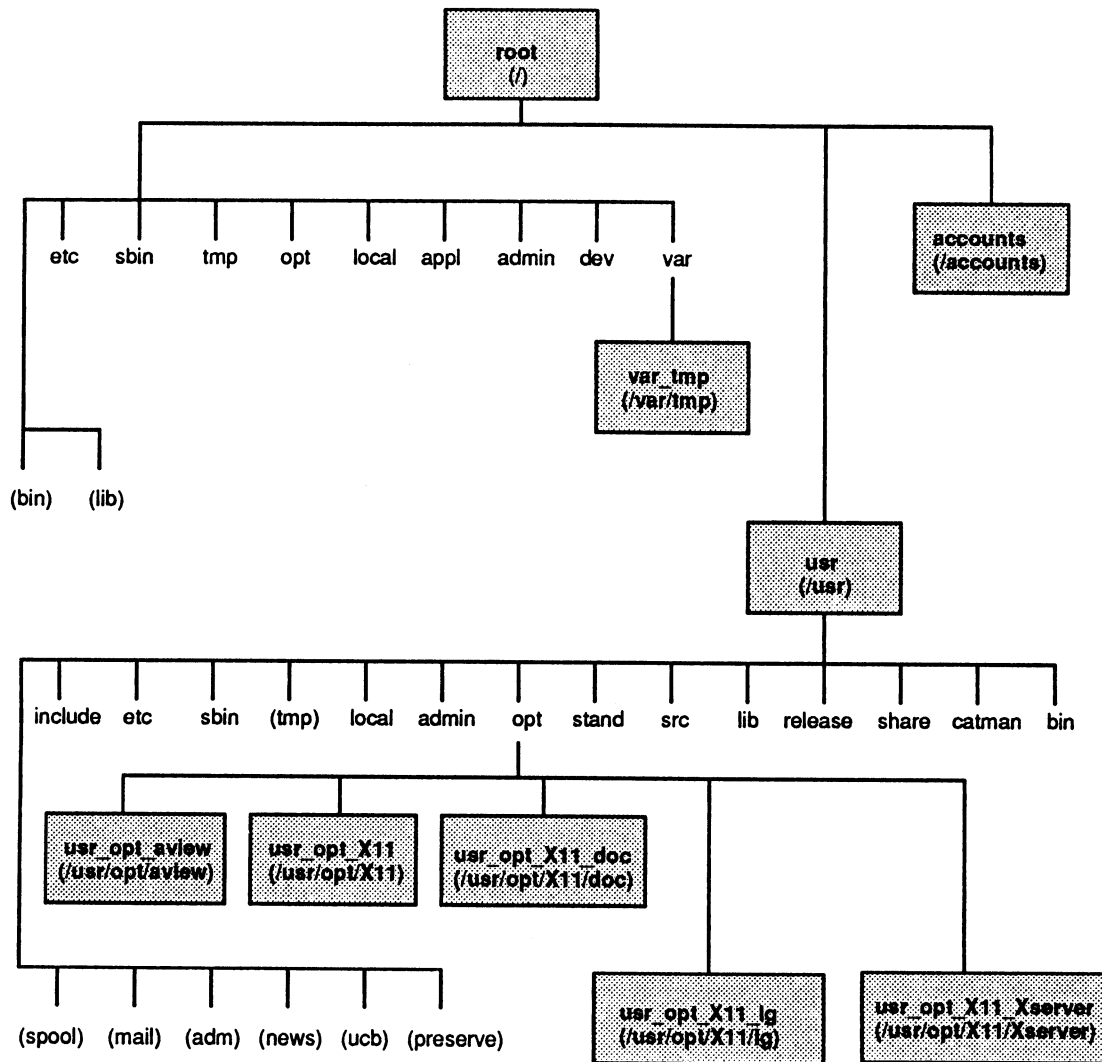 root
(/)
etc sbin tmp opt local appl admin dev var
accounts
(/accounts)
var_tmp
(/var/tmp)
(bin) (lib)
usr
(/usr)
include etc sbin (tmp) local admin opt stand src lib release share catman bin
usr_opt_aview
(/usr/opt/aview)
usr_opt_X11
(/usr/opt/X11)
usr_opt_X11_doc
(/usr/opt/X11/doc)
(spool) (mail) (adm) (news) (ucb) (preserve)
usr_opt_X11_lg
(/usr/opt/X11/lg)
usr_opt_X11_Xserver
(/usr/opt/X11/Xserver)